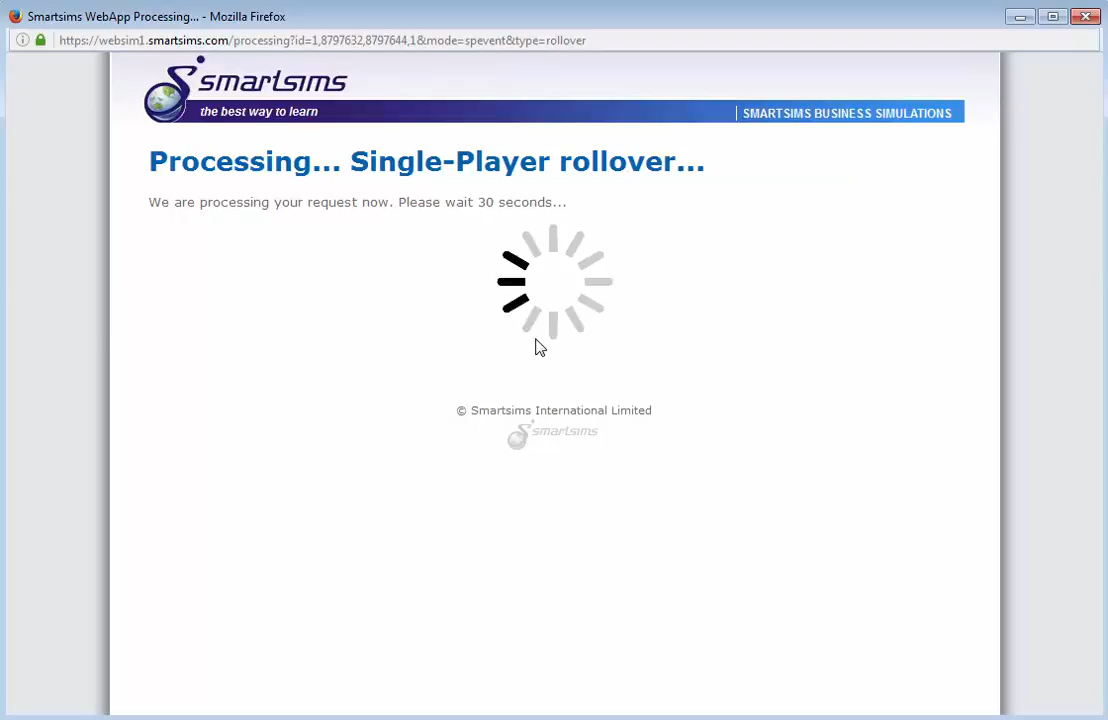 Smartsims WebApp Processing... - Mozilla Firefox
https://websim1.smartsims.com/processing?id=1,8797632,8797644,1&mode=spevent&type=rollover
smartsims
the best way to learn
SMARTSIMS BUSINESS SIMULATIONS
Processing... Single-Player rollover...
We are processing your request now. Please wait 30 seconds...
© Smartsims International Limited
smartsims